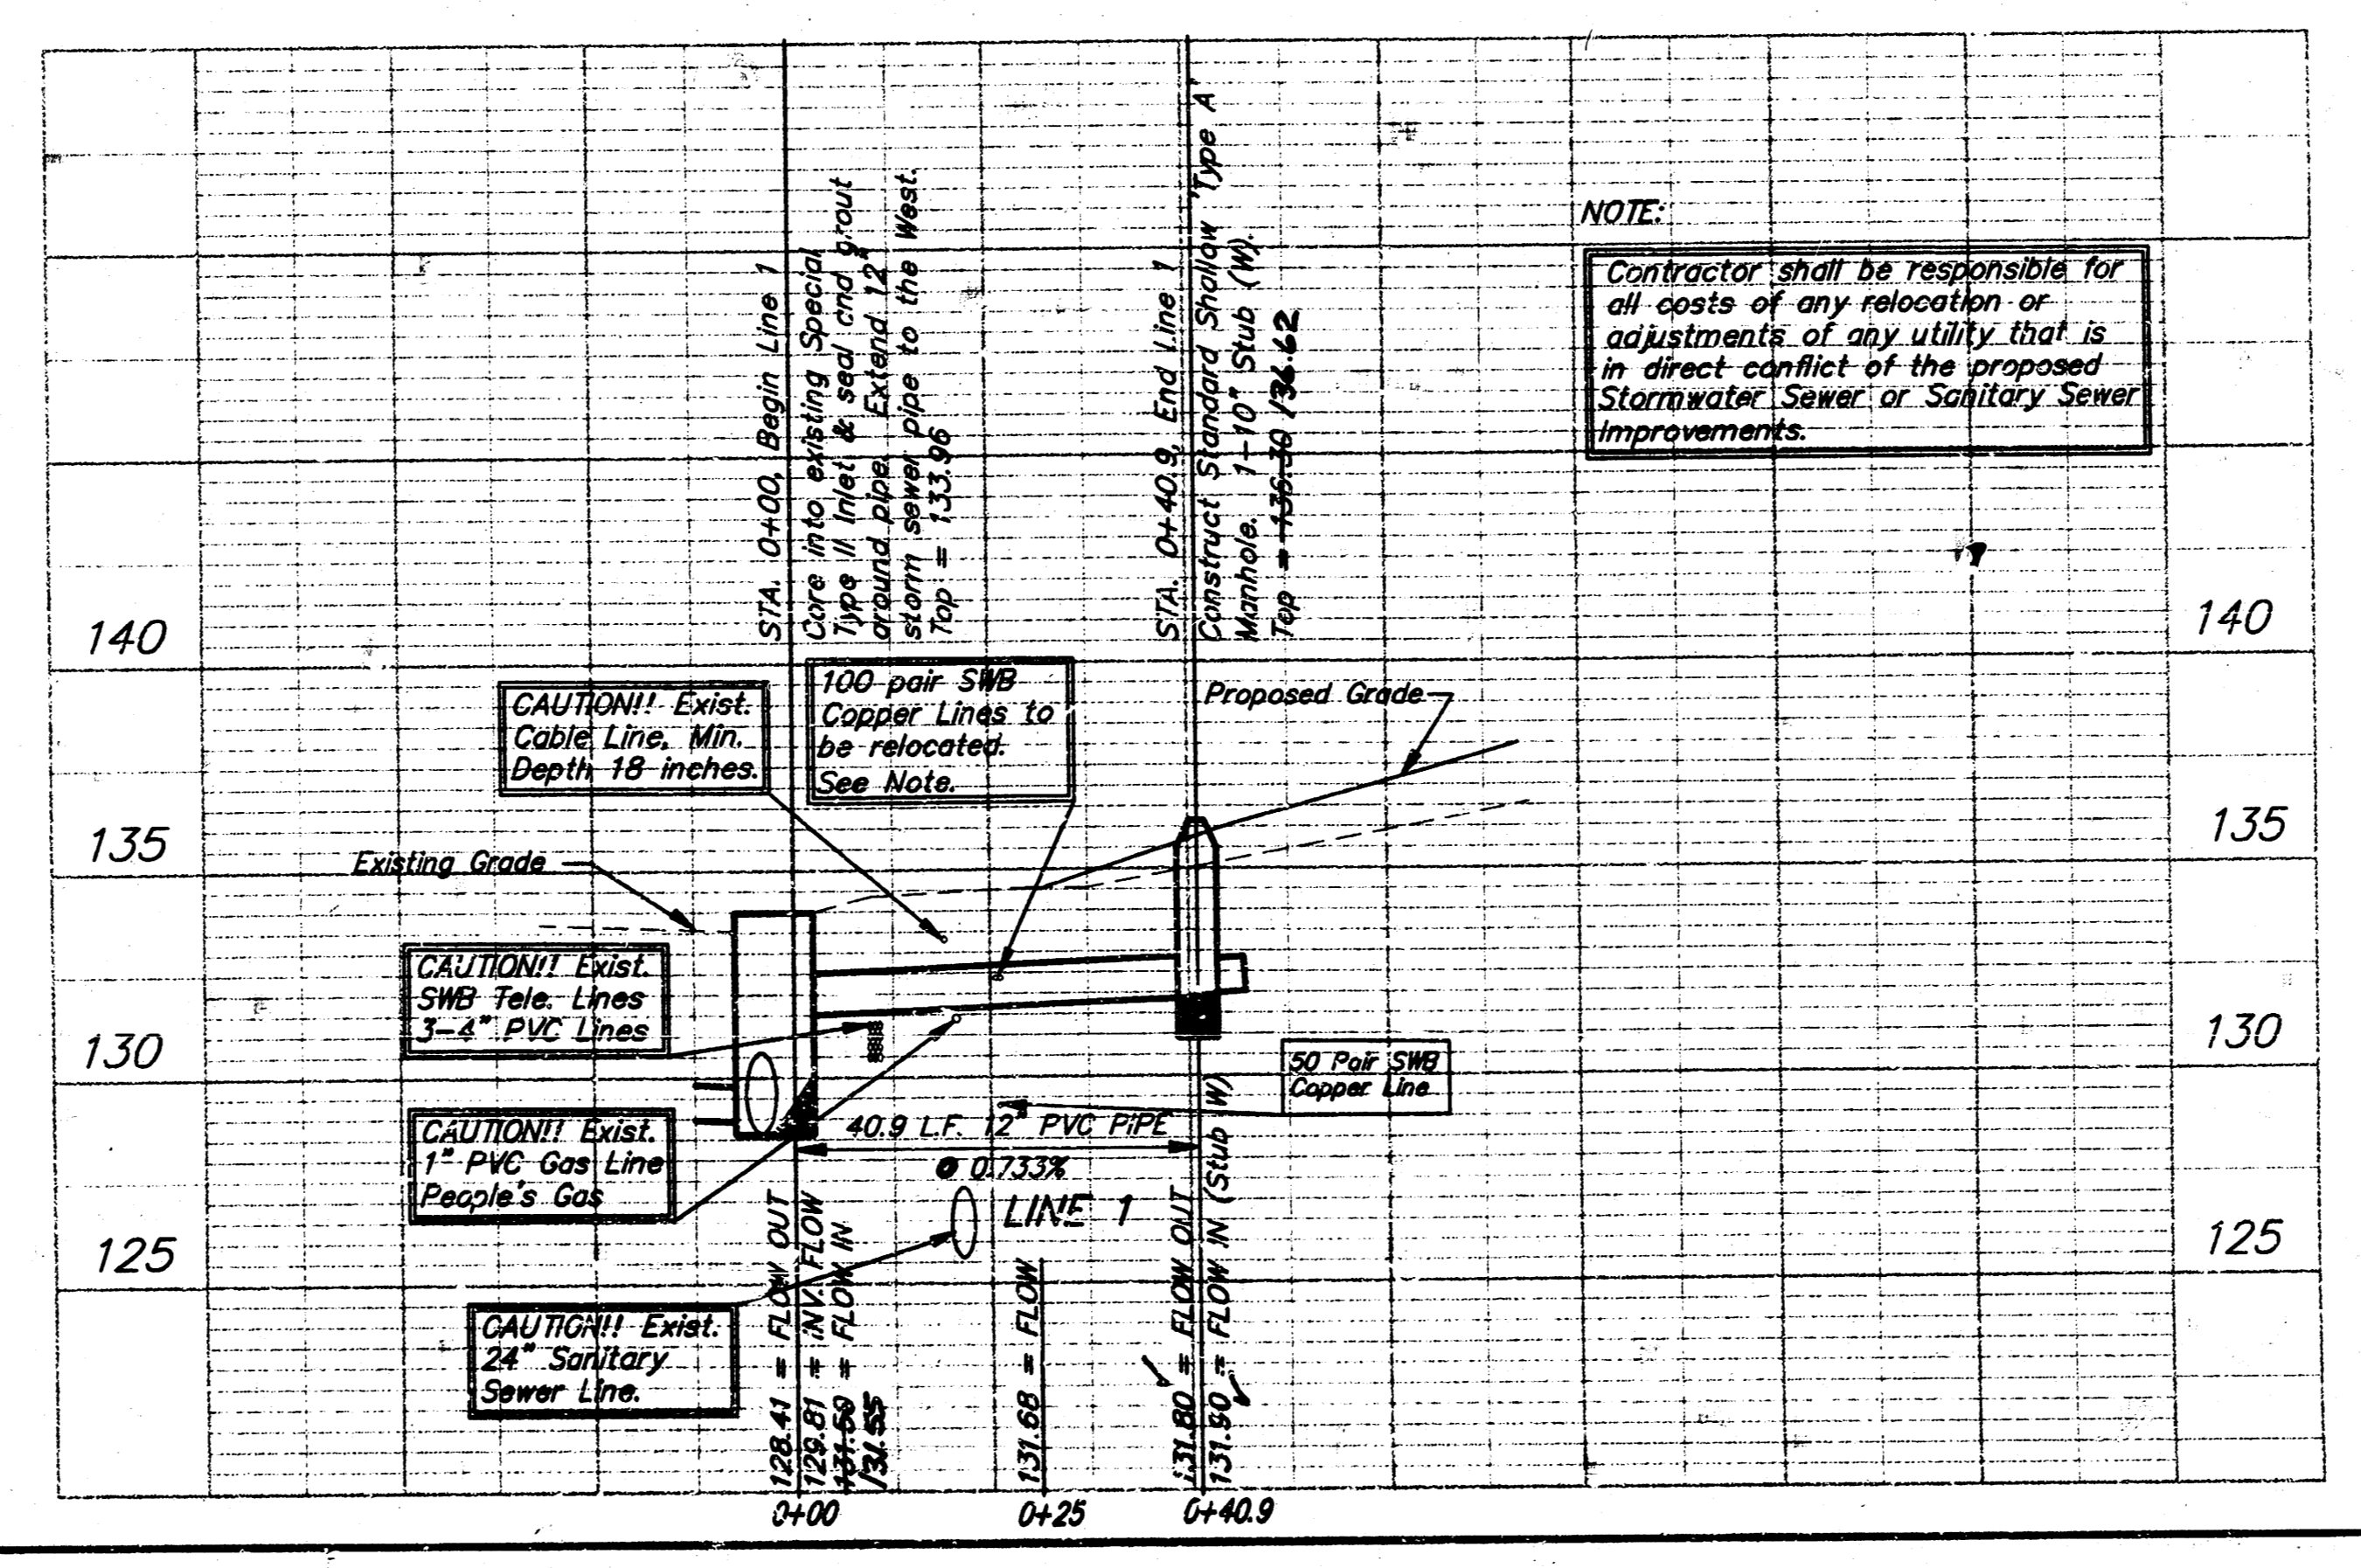 STA. 0+00, Begin Line 1
Core into existing Special
Type II Inlet & seal and grout
around pipe. Extend 12"
storm sewer pipe to the West.
Top = 133.96
STA. 0+40.9, End Line 1
Construct Standard Shallow 'Type A'
Manhole. 1-10" Stub (W).
Top = 136.30 136.62
NOTE:
Contractor shall be responsible for
all costs of any relocation or
adjustments of any utility that is
in direct conflict of the proposed
Stormwater Sewer or Sanitary Sewer
Improvements.
140
140
CAUTION!! Exist.
Cable Line, Min.
Depth 18 inches.
100 pair SWB
Copper Lines to
be relocated.
See Note.
Proposed Grade
135
135
Existing Grade
CAUTION!! Exist.
SWB Tele. Lines
3-4" PVC Lines
130
130
50 Pair SWB
Copper Line
CAUTION!! Exist.
1" PVC Gas Line
People's Gas
40.9 L.F. 12" PVC PIPE
@ 0.733%
LINE 1
125
125
CAUTION!! Exist.
24" Sanitary
Sewer Line.
128.41 = FLOW OUT
129.81 = INV. FLOW
131.50 = FLOW IN
131.55
131.68 = FLOW
131.80 = FLOW OUT
131.90 = FLOW IN (Stub W)
0+00
0+25
0+40.9